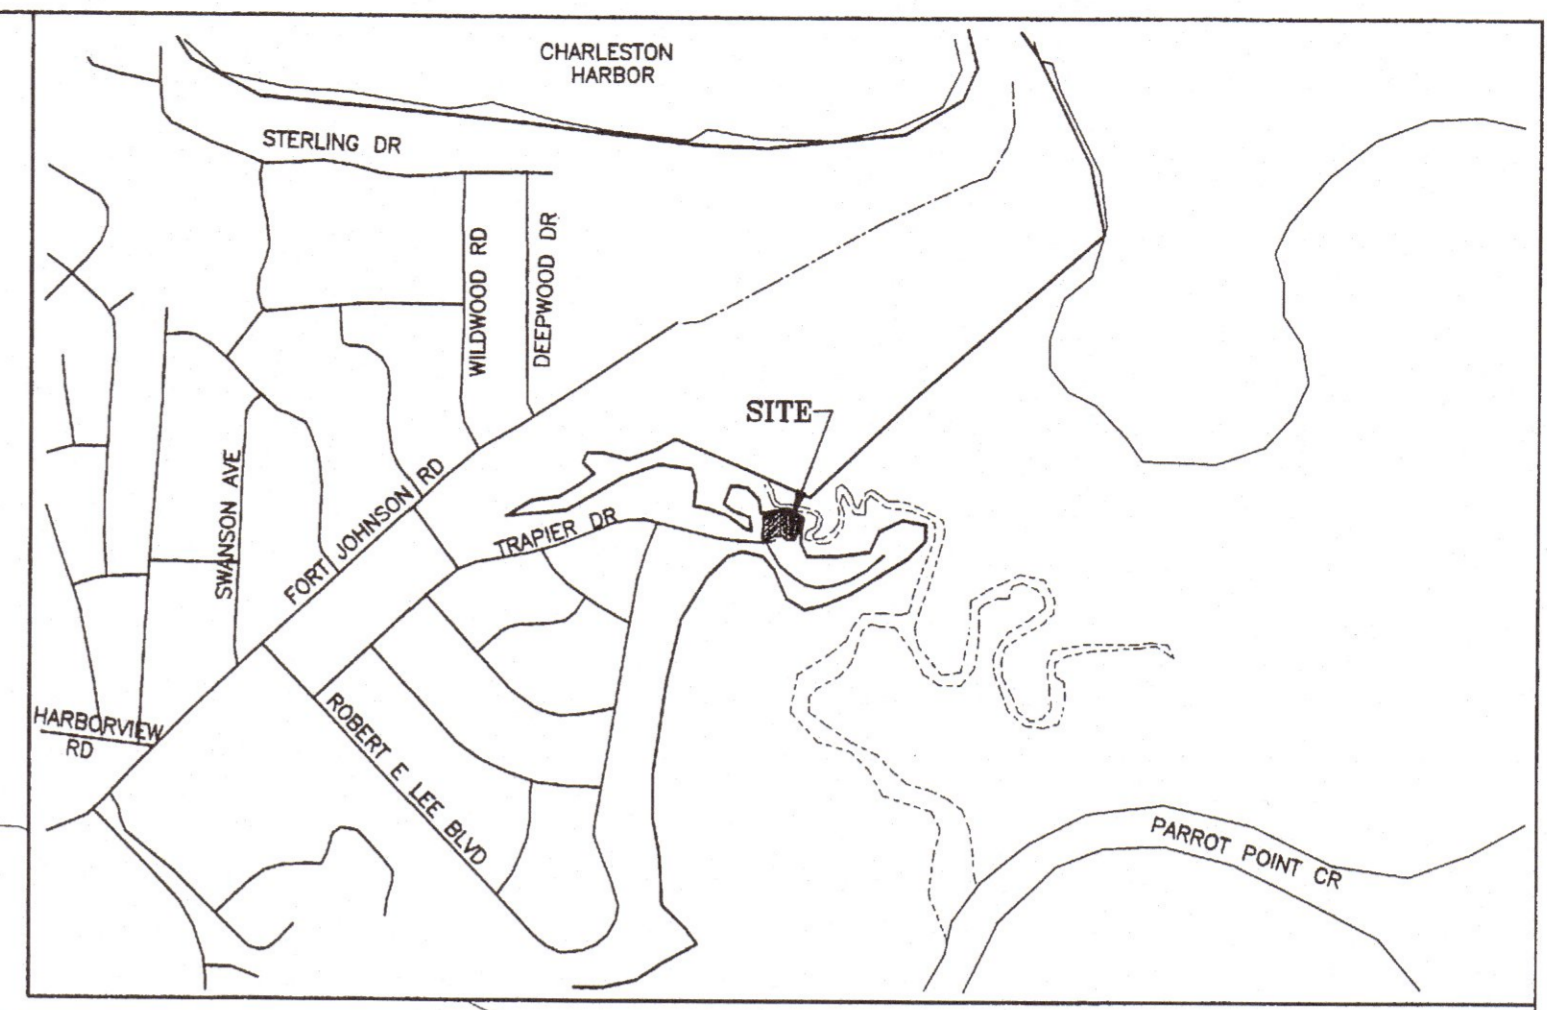 CHARLESTON
HARBOR
STERLING DR
WILDWOOD RD
DEEPWOOD DR
SITE
SWANSON AVE
FORT JOHNSON RD
TRAPIER DR
HARBORVIEW
RD
ROBERT E LEE BLVD
PARROT POINT CR